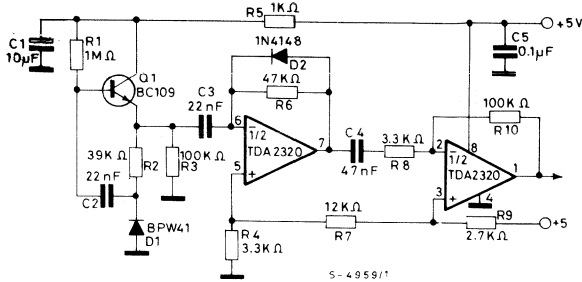 R5 1KΩ
+5V
C1
10µF
R1
1MΩ
Q1
BC109
1N4148
D2
47KΩ
R6
C5
0.1µF
C3
22nF
100KΩ
R10
6
1/2
TDA2320
7
5
+
C4
47nF
3.3KΩ
R8
2
1/2
TDA2320
8
1
3
+
4
39KΩ
R2
100KΩ
R3
22nF
C2
BPW41
D1
R4
3.3KΩ
12KΩ
R7
R9
2.7KΩ
+5
S-4959/1